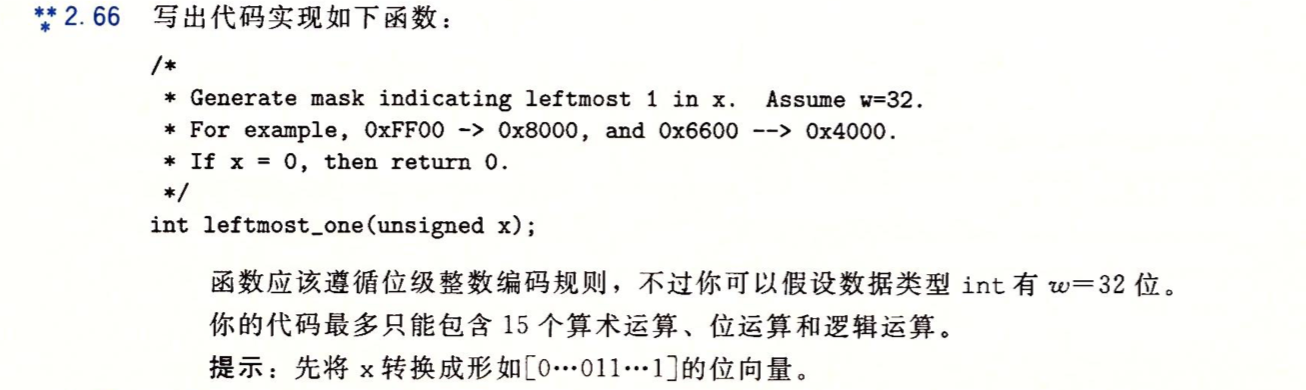 *** 2.66 写出代码实现如下函数：
/*
 * Generate mask indicating leftmost 1 in x.  Assume w=32.
 * For example, 0xFF00 -> 0x8000, and 0x6600 --> 0x4000.
 * If x = 0, then return 0.
 */
int leftmost_one(unsigned x);
函数应该遵循位级整数编码规则，不过你可以假设数据类型 int 有 w=32 位。
你的代码最多只能包含 15 个算术运算、位运算和逻辑运算。
提示：先将 x 转换成形如[0…011…1]的位向量。